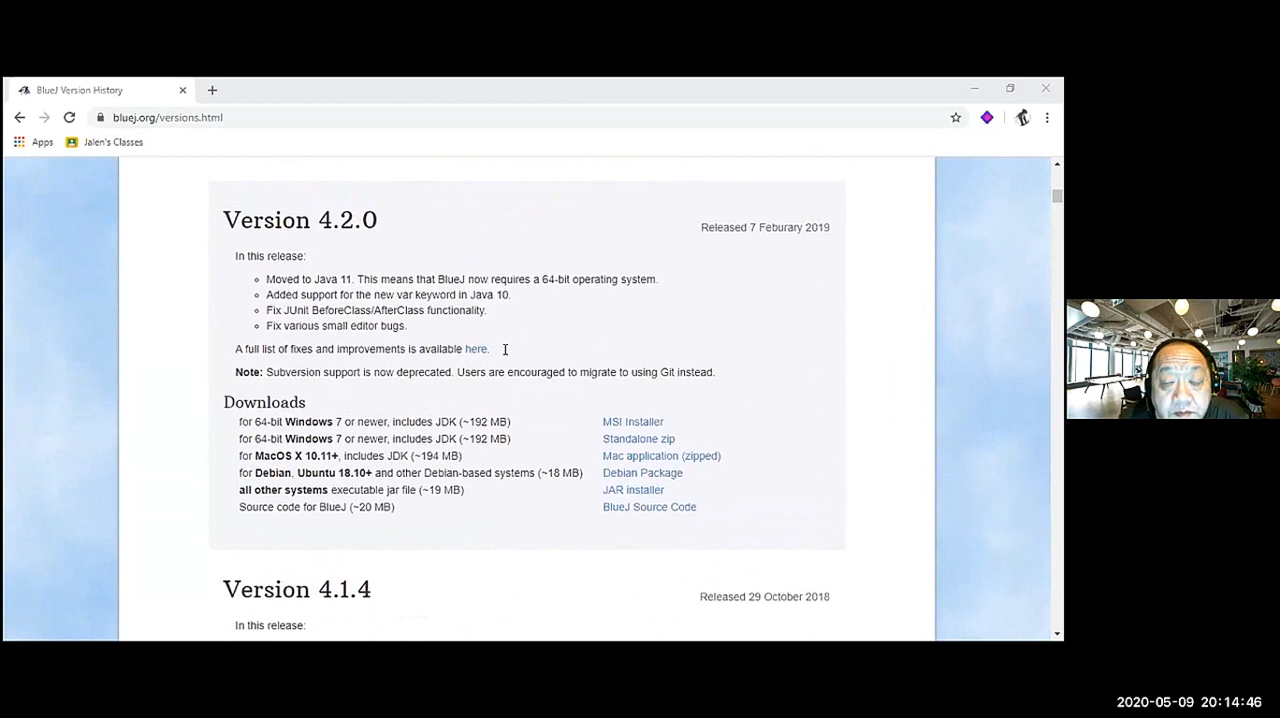 BlueJ Version History
bluej.org/versions.html
Apps Jalen's Classes
Version 4.2.0
Released 7 Feburary 2019
In this release:
Moved to Java 11. This means that BlueJ now requires a 64-bit operating system.
Added support for the new var keyword in Java 10.
Fix JUnit BeforeClass/AfterClass functionality.
Fix various small editor bugs.
A full list of fixes and improvements is available here.
Note: Subversion support is now deprecated. Users are encouraged to migrate to using Git instead.
Downloads
for 64-bit Windows 7 or newer, includes JDK (~192 MB) MSI Installer
for 64-bit Windows 7 or newer, includes JDK (~192 MB) Standalone zip
for MacOS X 10.11+, includes JDK (~194 MB) Mac application (zipped)
for Debian, Ubuntu 18.10+ and other Debian-based systems (~18 MB) Debian Package
all other systems executable jar file (~19 MB) JAR installer
Source code for BlueJ (~20 MB) BlueJ Source Code
Version 4.1.4
Released 29 October 2018
In this release:
2020-05-09 20:14:46